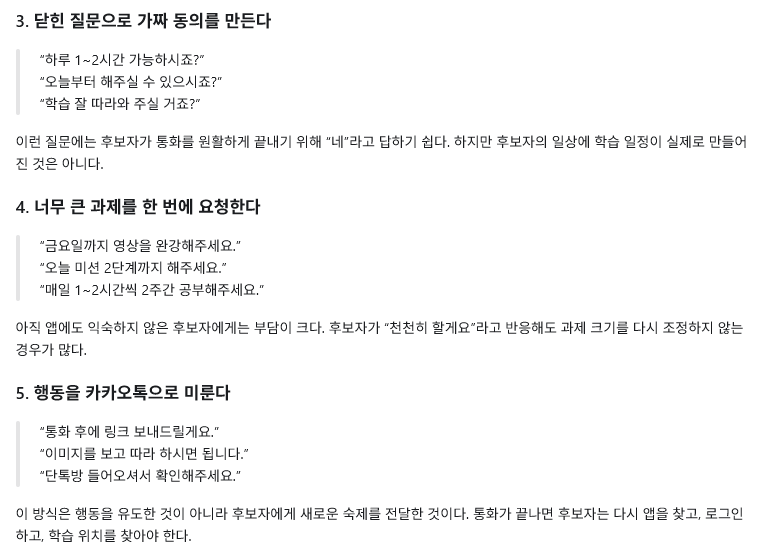 3. 닫힌 질문으로 가짜 동의를 만든다
“하루 1~2시간 가능하시죠?”
“오늘부터 해주실 수 있으시죠?”
“학습 잘 따라와 주실 거죠?”
이런 질문에는 후보자가 통화를 원활하게 끝내기 위해 “네”라고 답하기 쉽다. 하지만 후보자의 일상에 학습 일정이 실제로 만들어
진 것은 아니다.
4. 너무 큰 과제를 한 번에 요청한다
“금요일까지 영상을 완강해주세요.”
“오늘 미션 2단계까지 해주세요.”
“매일 1~2시간씩 2주간 공부해주세요.”
아직 앱에도 익숙하지 않은 후보자에게는 부담이 크다. 후보자가 “천천히 할게요”라고 반응해도 과제 크기를 다시 조정하지 않는
경우가 많다.
5. 행동을 카카오톡으로 미룬다
“통화 후에 링크 보내드릴게요.”
“이미지를 보고 따라 하시면 됩니다.”
“단톡방 들어오셔서 확인해주세요.”
이 방식은 행동을 유도한 것이 아니라 후보자에게 새로운 숙제를 전달한 것이다. 통화가 끝나면 후보자는 다시 앱을 찾고, 로그인
하고, 학습 위치를 찾아야 한다.